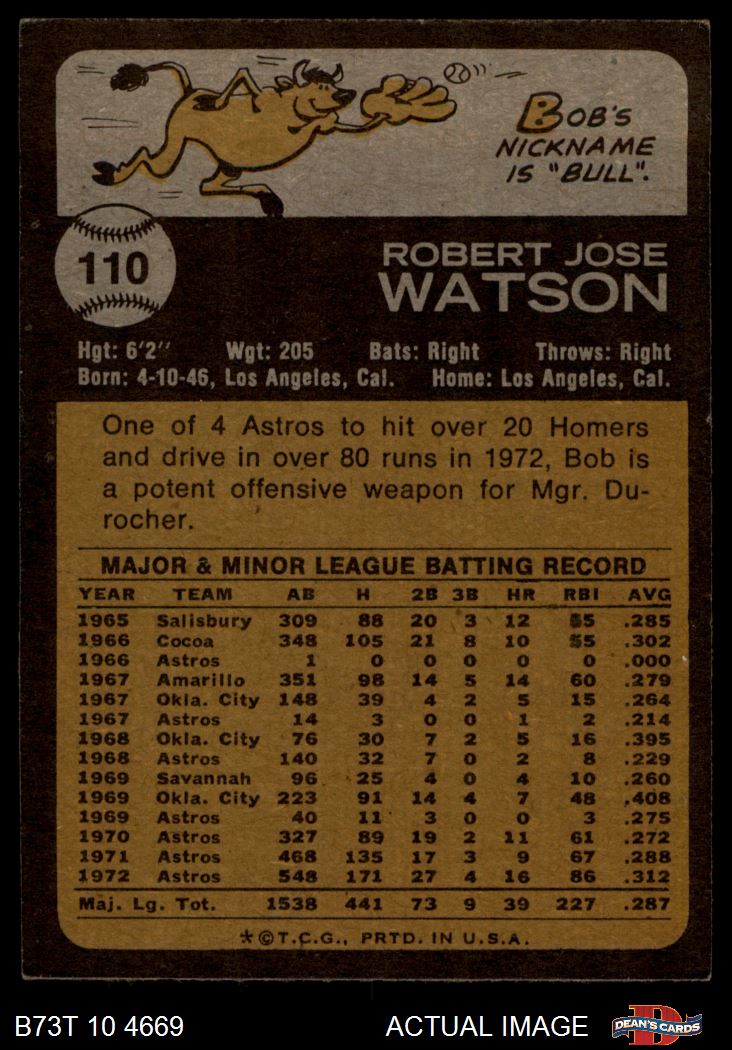 BOB'S
NICKNAME
IS "BULL".
110
ROBERT JOSE
WATSON
Hgt: 6'2" Wgt: 205 Bats: Right Throws: Right
Born: 4-10-46, Los Angeles, Cal. Home: Los Angeles, Cal.
One of 4 Astros to hit over 20 Homers
and drive in over 80 runs in 1972, Bob is
a potent offensive weapon for Mgr. Du-
rocher.
MAJOR & MINOR LEAGUE BATTING RECORD
YEAR TEAM AB H 2B 3B HR RBI AVG
1965 Salisbury 309 88 20 3 12 55 .285
1966 Cocoa 348 105 21 8 10 55 .302
1966 Astros 1 0 0 0 0 0 .000
1967 Amarillo 351 98 14 5 14 60 .279
1967 Okla. City 148 39 4 2 5 15 .264
1967 Astros 14 3 0 0 1 2 .214
1968 Okla. City 76 30 7 2 5 16 .395
1968 Astros 140 32 7 0 2 8 .229
1969 Savannah 96 25 4 0 4 10 .260
1969 Okla. City 223 91 14 4 7 48 .408
1969 Astros 40 11 3 0 0 3 .275
1970 Astros 327 89 19 2 11 61 .272
1971 Astros 468 135 17 3 9 67 .288
1972 Astros 548 171 27 4 16 86 .312
Maj. Lg. Tot. 1538 441 73 9 39 227 .287
*©T.C.G., PRTD. IN U.S.A.
B73T 10 4669 ACTUAL IMAGE D DEAN'S CARDS